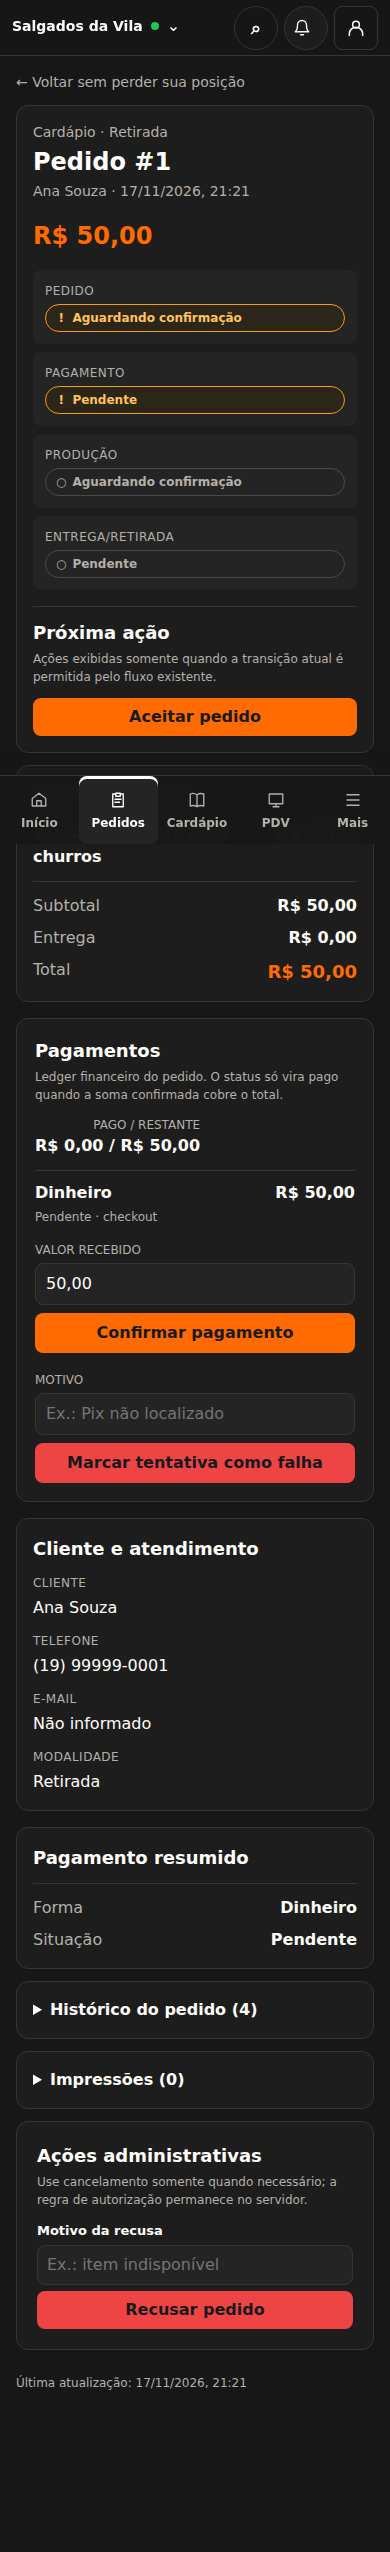 Salgados da Vila
← Voltar sem perder sua posição
Cardápio · Retirada
Pedido #1
Ana Souza · 17/11/2026, 21:21
R$ 50,00
PEDIDO
! Aguardando confirmação
PAGAMENTO
! Pendente
PRODUÇÃO
○ Aguardando confirmação
ENTREGA/RETIRADA
○ Pendente
Próxima ação
Ações exibidas somente quando a transição atual é
permitida pelo fluxo existente.
Aceitar pedido
Início Pedidos Cardápio PDV Mais
churros
Subtotal R$ 50,00
Entrega R$ 0,00
Total R$ 50,00
Pagamentos
Ledger financeiro do pedido. O status só vira pago
quando a soma confirmada cobre o total.
PAGO / RESTANTE
R$ 0,00 / R$ 50,00
Dinheiro R$ 50,00
Pendente · checkout
VALOR RECEBIDO
50,00
Confirmar pagamento
MOTIVO
Ex.: Pix não localizado
Marcar tentativa como falha
Cliente e atendimento
CLIENTE
Ana Souza
TELEFONE
(19) 99999-0001
E-MAIL
Não informado
MODALIDADE
Retirada
Pagamento resumido
Forma Dinheiro
Situação Pendente
▶ Histórico do pedido (4)
▶ Impressões (0)
Ações administrativas
Use cancelamento somente quando necessário; a
regra de autorização permanece no servidor.
Motivo da recusa
Ex.: item indisponível
Recusar pedido
Última atualização: 17/11/2026, 21:21